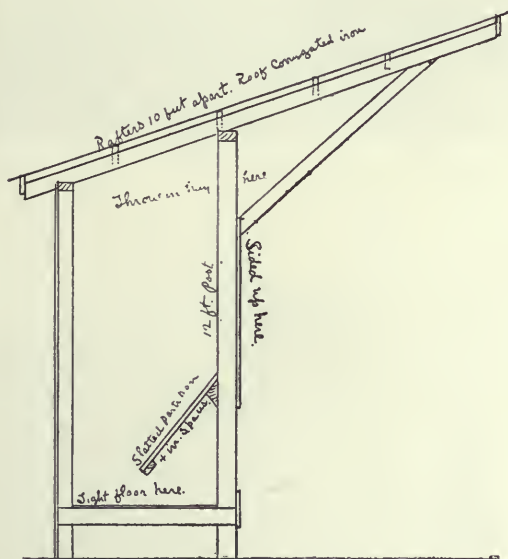 Rafters 10 feet apart. Roof Corrugated iron
Throw in hay here
12 ft. Post
Sided up here.
Slatted partition
in. Spaces
Tight floor here.